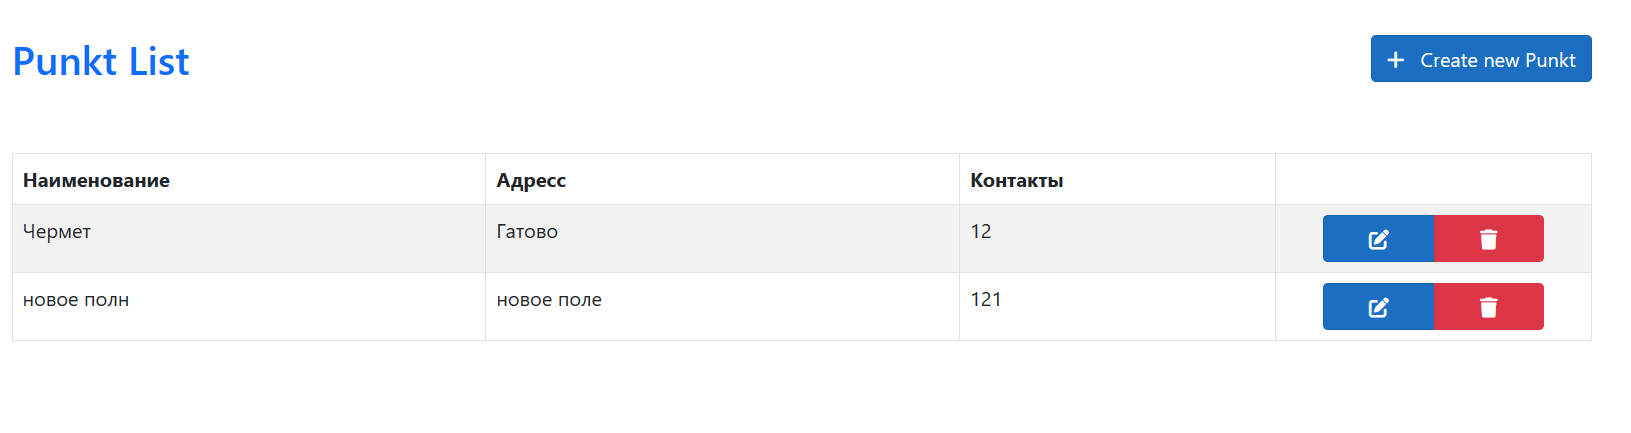 Punkt List
Create new Punkt
Наименование Адресс Контакты
Чермет Гатово 12
новое полн новое поле 121